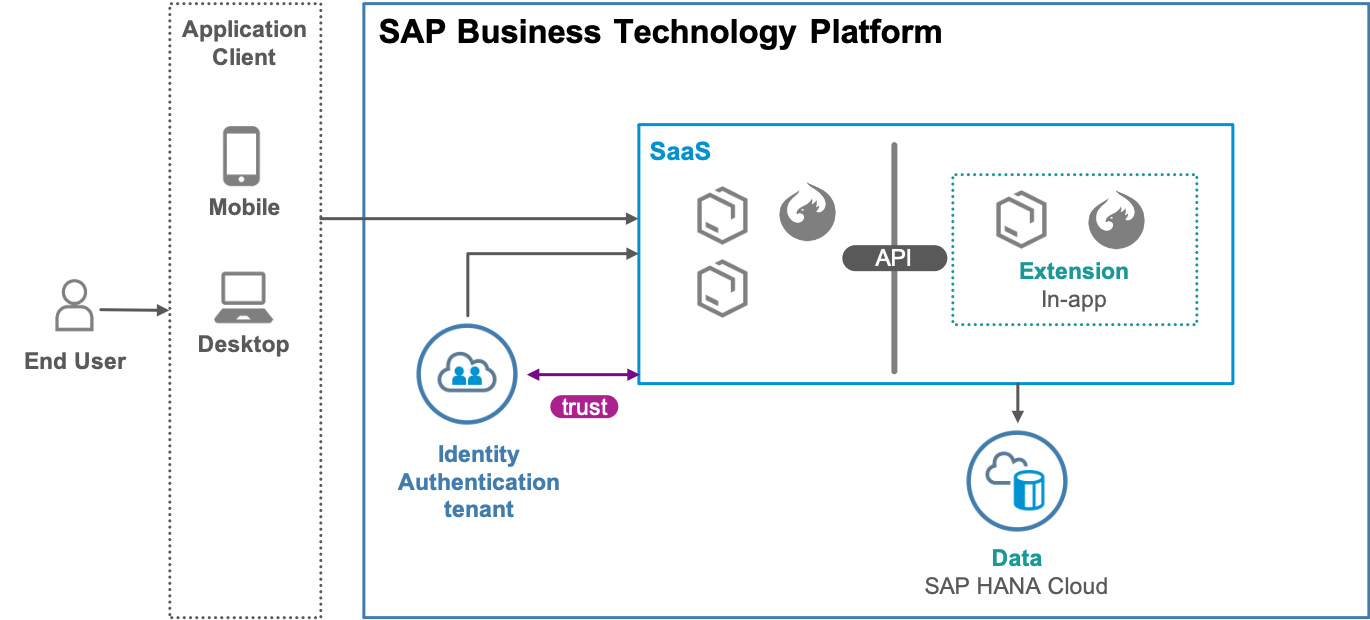 Application
Client
SAP Business Technology Platform
SaaS
Mobile
API
Extension
In-app
Desktop
End User
trust
Identity
Authentication
tenant
Data
SAP HANA Cloud